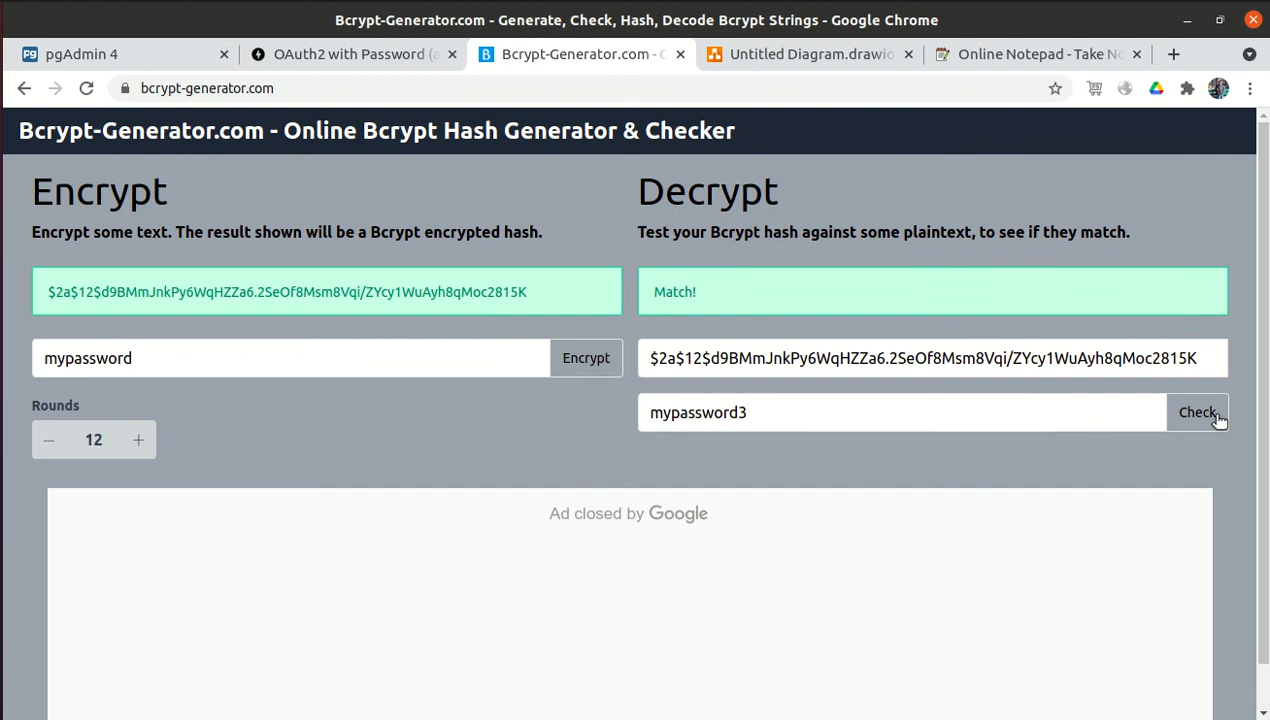 Bcrypt-Generator.com - Generate, Check, Hash, Decode Bcrypt Strings - Google Chrome
pgAdmin 4
OAuth2 with Password (a
Bcrypt-Generator.com - O
Untitled Diagram.drawio
Online Notepad - Take No
bcrypt-generator.com
Bcrypt-Generator.com - Online Bcrypt Hash Generator & Checker
Encrypt
Encrypt some text. The result shown will be a Bcrypt encrypted hash.
$2a$12$d9BMmJnkPy6WqHZZa6.2SeOf8Msm8Vqi/ZYcy1WuAyh8qMoc2815K
mypassword
Encrypt
Rounds
12
Decrypt
Test your Bcrypt hash against some plaintext, to see if they match.
Match!
$2a$12$d9BMmJnkPy6WqHZZa6.2SeOf8Msm8Vqi/ZYcy1WuAyh8qMoc2815K
mypassword3
Check
Ad closed by Google